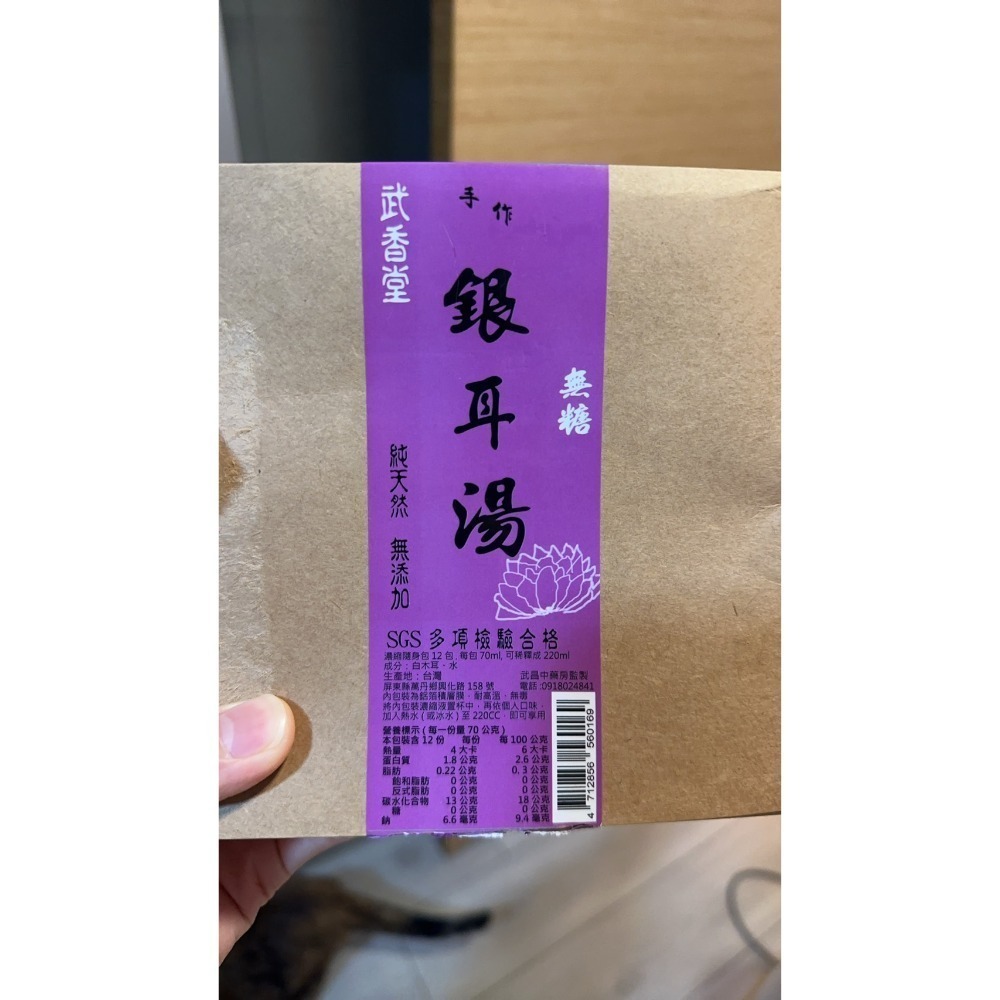 武香堂
手作
銀耳湯
無糖
純天然 無添加
SGS 多項檢驗合格
濃縮隨身包 12 包, 每包 70ml, 可稀釋成 220ml
成分：白木耳、水
生產地：台灣 武昌中藥房監製
屏東縣萬丹鄉興化路 158 號 電話 :0918024841
內包裝為鋁箔積層膜，耐高溫、無毒
將內包裝濃縮液置杯中，再依個人口味，
加入熱水 ( 或冰水 ) 至 220CC，即可享用
營養標示 ( 每一份量 70 公克 )
本包裝含 12 份 每份 每 100 公克
熱量 4 大卡 6 大卡
蛋白質 1.8 公克 2.6 公克
脂肪 0.22 公克 0.3 公克
飽和脂肪 0 公克 0 公克
反式脂肪 0 公克 0 公克
碳水化合物 13 公克 18 公克
糖 0 公克 0 公克
鈉 6.6 毫克 9.4 毫克
4 712856 560169